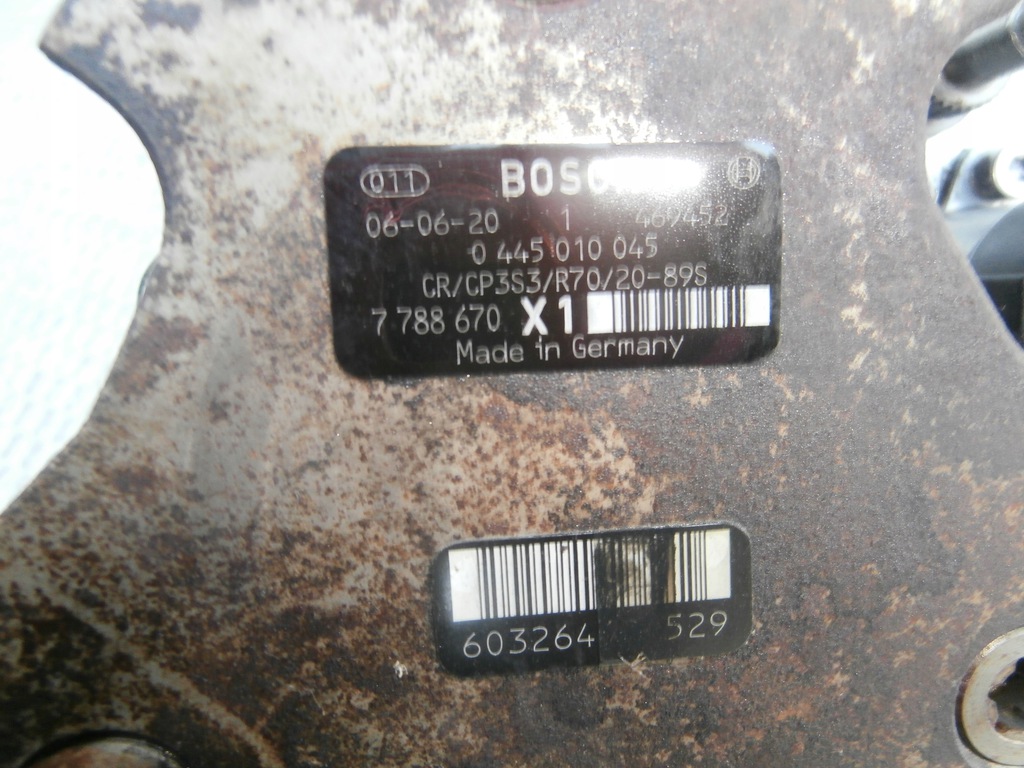 011 BOSCH
06-06-20 1 469452
0 445 010 045
CR/CP3S3/R70/20-89S
7 788 670 X1
Made in Germany
603264 529